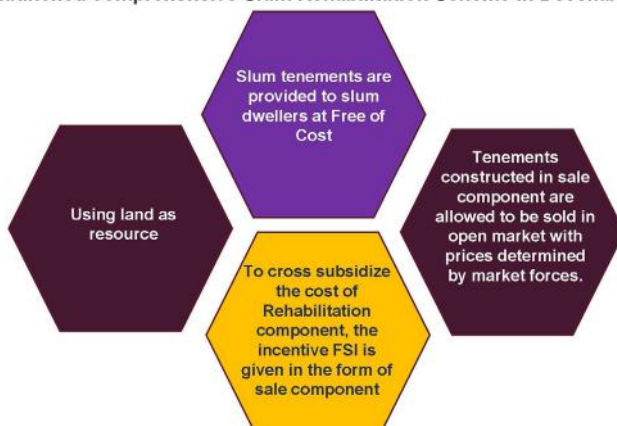 Slum tenements are
provided to slum
dwellers at Free of
Cost
Using land as
resource
Tenements
constructed in sale
component are
allowed to be sold in
open market with
prices determined
by market forces.
To cross subsidize
the cost of
Rehabilitation
component, the
incentive FSI is
given in the form of
sale component